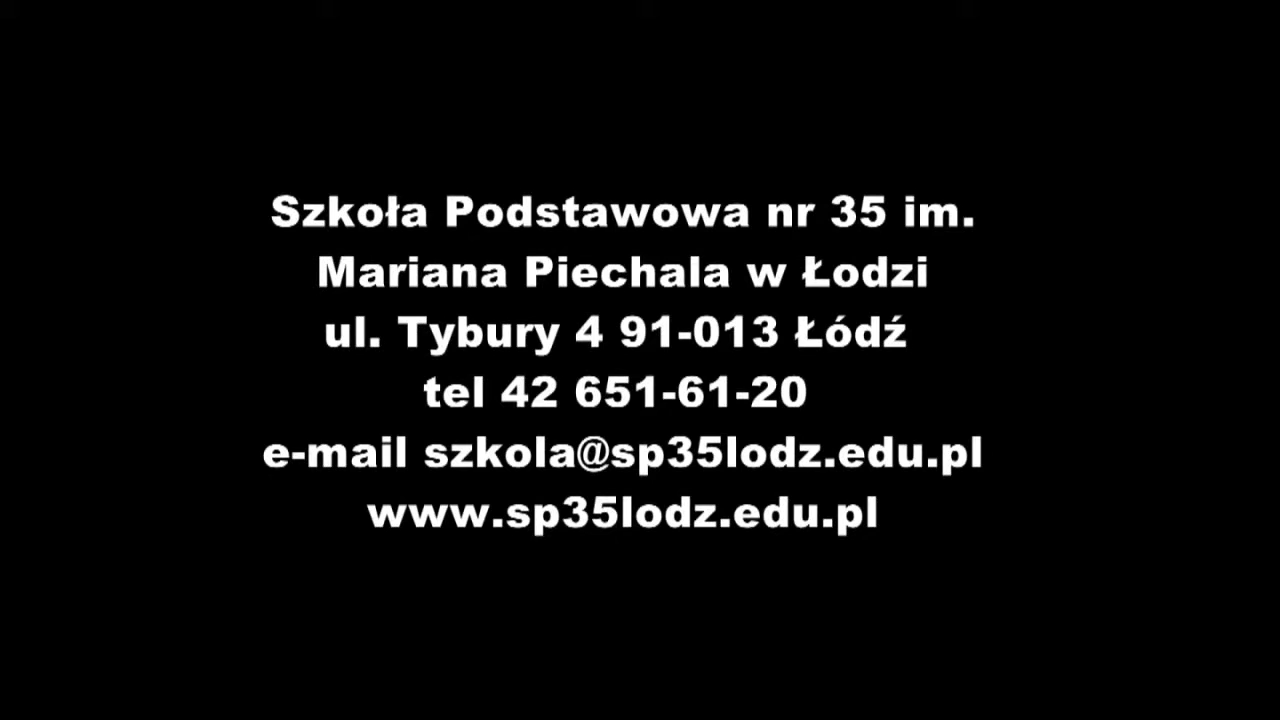 Szkoła Podstawowa nr 35 im.
Mariana Piechala w Łodzi
ul. Tybury 4 91-013 Łódź
tel 42 651-61-20
e-mail szkola@sp35lodz.edu.pl
www.sp35lodz.edu.pl